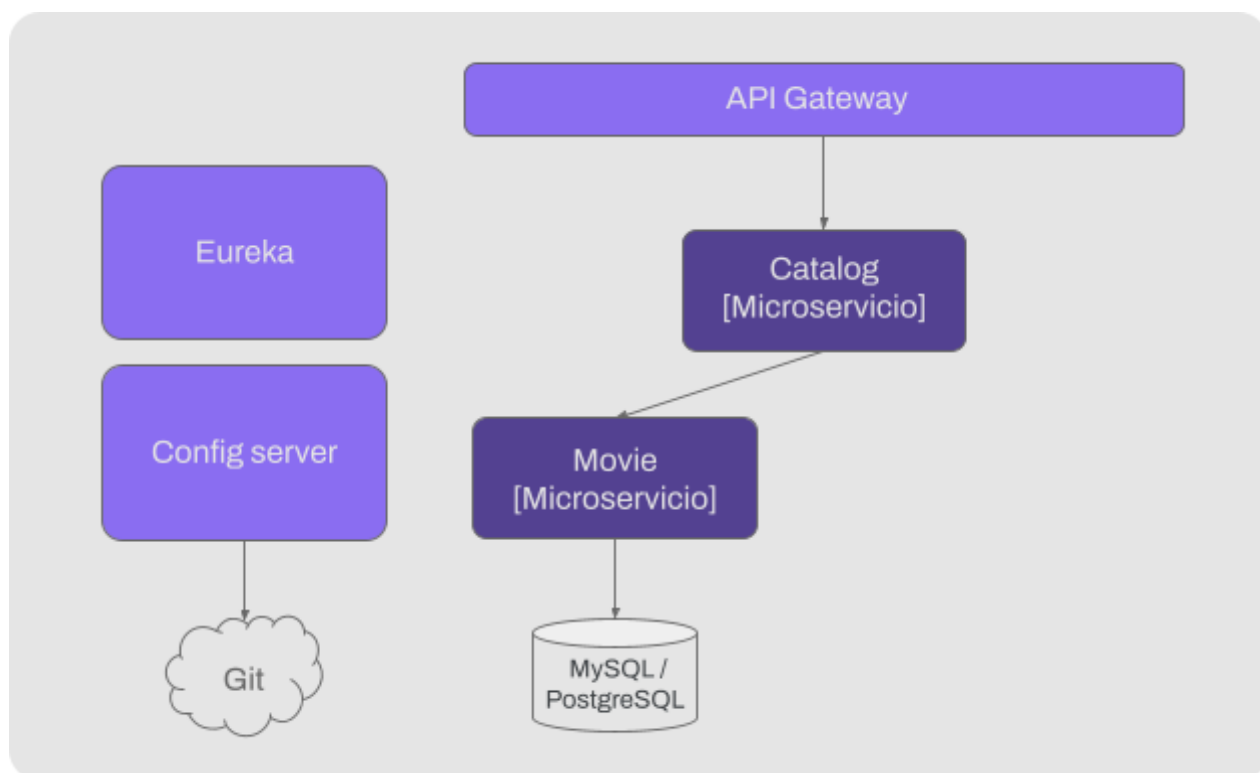 API Gateway
Eureka
Catalog
[Microservicio]
Config server
Movie
[Microservicio]
Git
MySQL /
PostgreSQL